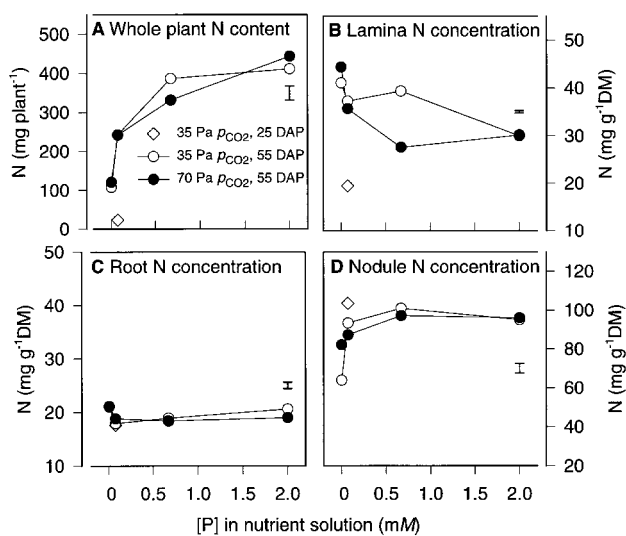 A Whole plant N content
B Lamina N concentration
500
400
300
200
100
0
N (mg plant⁻¹)
35 Pa pCO2, 25 DAP
35 Pa pCO2, 55 DAP
70 Pa pCO2, 55 DAP
50
40
30
20
10
N (mg g⁻¹DM)
C Root N concentration
D Nodule N concentration
50
40
30
20
10
N (mg g⁻¹DM)
120
100
80
60
40
20
N (mg g⁻¹DM)
0 0.5 1.0 1.5 2.0
0 0.5 1.0 1.5 2.0
[P] in nutrient solution (mM)